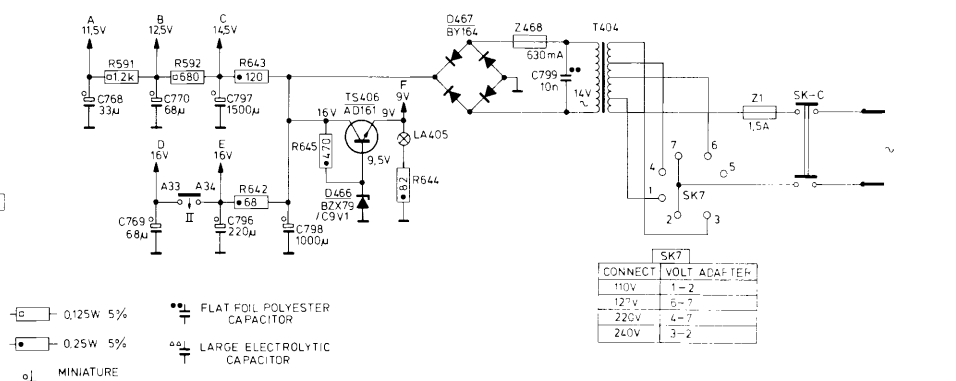 A B C
11,5V 12,5V 14,5V
R591 R592 R643
1.2k 680 120
C768 33µ
C770 68µ
C797 1500µ
D467
BY164
Z468
630mA
T404
C799
10n
14V
~
F
9V
TS406
AD161
16V
9V
9,5V
R645
470
LA405
R644
82
D466
BZX79
/C9V1
D E
16V 16V
A33 A34
II
R642
68
C769
68µ
C796
220µ
C798
1000µ
Z1
1,5A
SK-C
~
7 6
4 5
1 SK7
2 3
SK7
CONNECT VOLT ADAPTER
110V 1-2
127V 6-7
220V 4-7
240V 3-2
0,125W 5%
0,25W 5%
MINIATURE
FLAT FOIL POLYESTER
CAPACITOR
LARGE ELECTROLYTIC
CAPACITOR